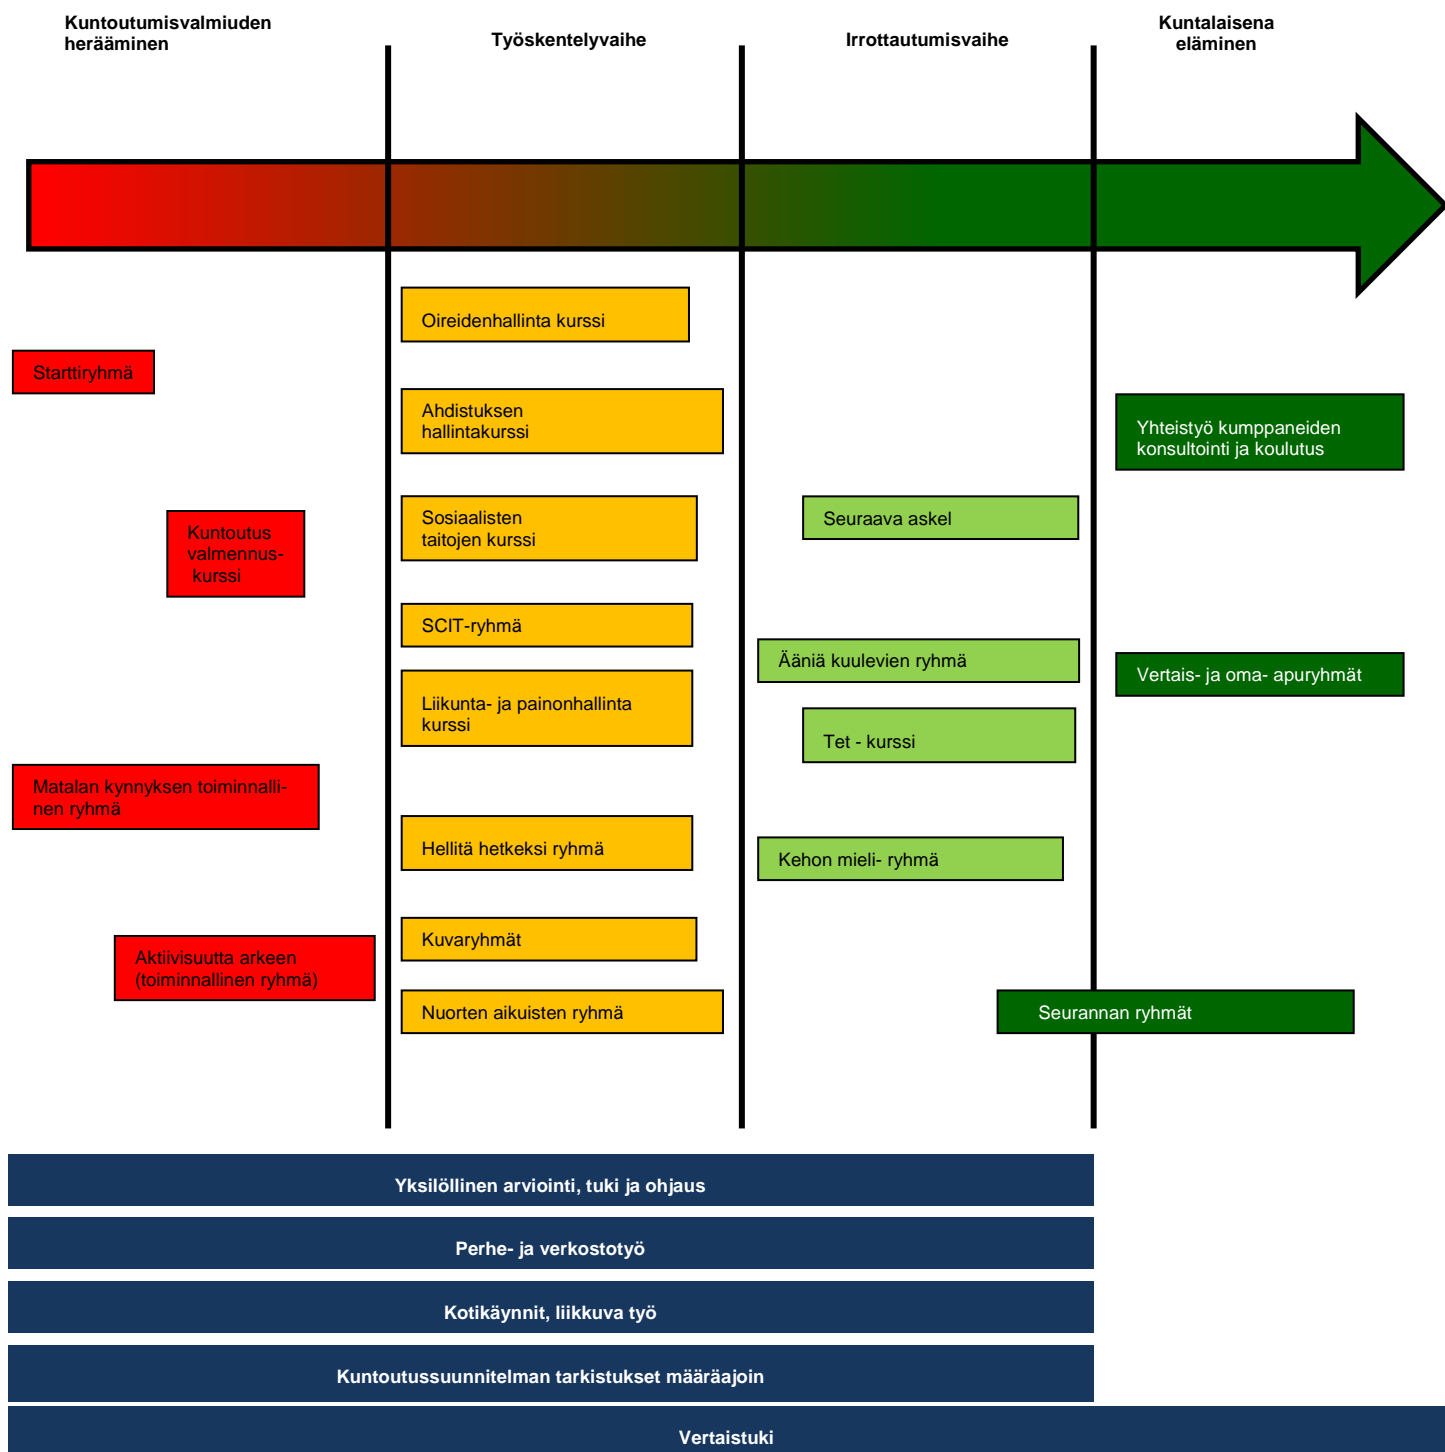 Kuntoutumisvalmiuden
herääminen
Työskentelyvaihe
Irrottautumisvaihe
Kuntalaisena
eläminen
Starttiryhmä
Kuntoutus
valmennus-
kurssi
Matalan kynnyksen toiminnalli-
nen ryhmä
Aktiivisuutta arkeen
(toiminnallinen ryhmä)
Oireidenhallinta kurssi
Ahdistuksen
hallintakurssi
Sosiaalisten
taitojen kurssi
SCIT-ryhmä
Liikunta- ja painonhallinta
kurssi
Hellitä hetkeksi ryhmä
Kuvaryhmät
Nuorten aikuisten ryhmä
Seuraava askel
Ääniä kuulevien ryhmä
Tet - kurssi
Kehon mieli- ryhmä
Yhteistyö kumppaneiden
konsultointi ja koulutus
Vertais- ja oma- apuryhmät
Seurannan ryhmät
Yksilöllinen arviointi, tuki ja ohjaus
Perhe- ja verkostotyö
Kotikäynnit, liikkuva työ
Kuntoutussuunnitelman tarkistukset määräajoin
Vertaistuki